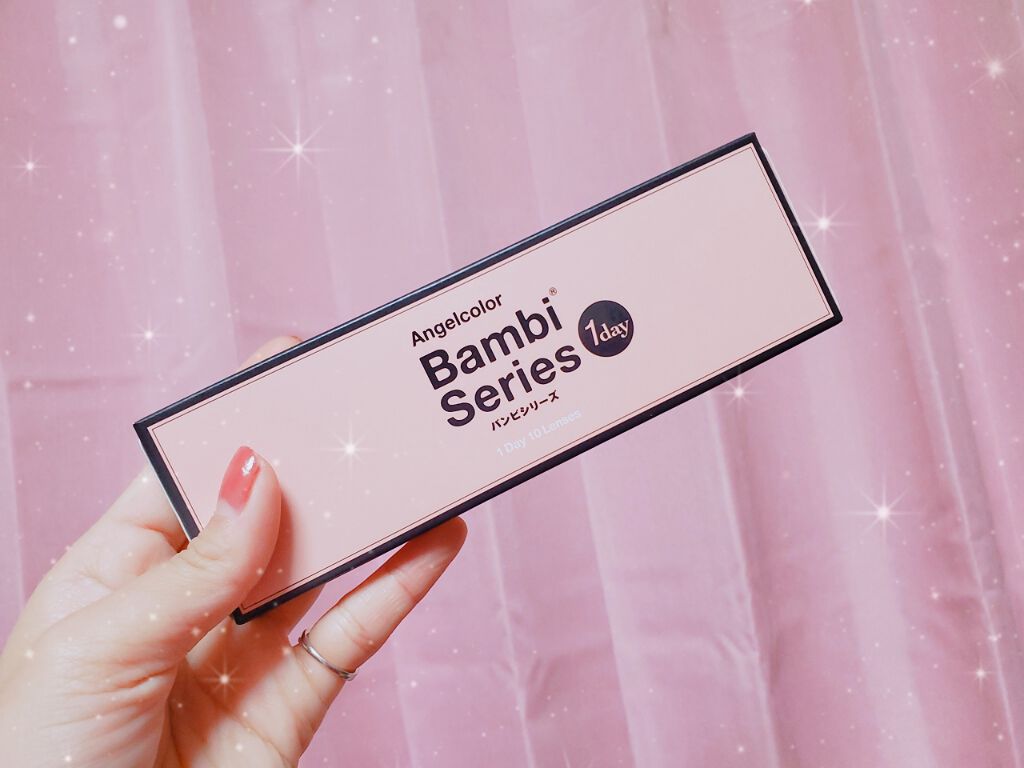 Angelcolor
Bambi®
Series 1day
バンビシリーズ
1 Day 10 Lenses